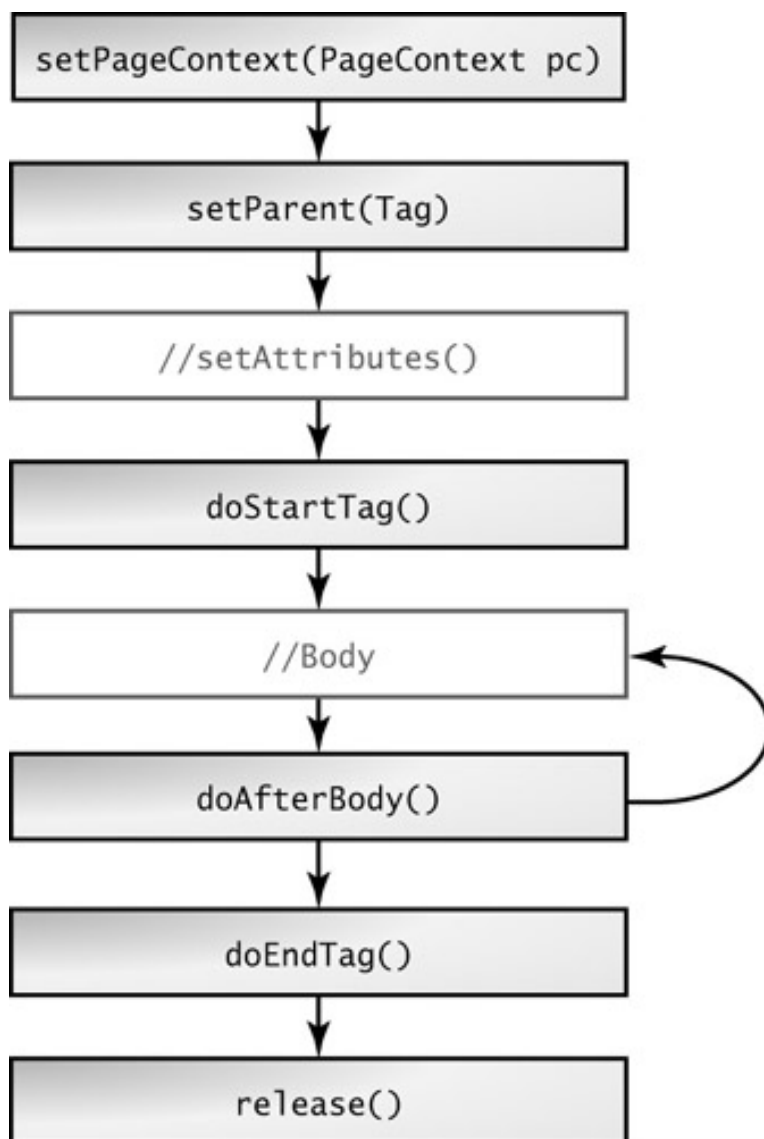 setPageContext(PageContext pc)
setParent(Tag)
//setAttributes()
doStartTag()
//Body
doAfterBody()
doEndTag()
release()